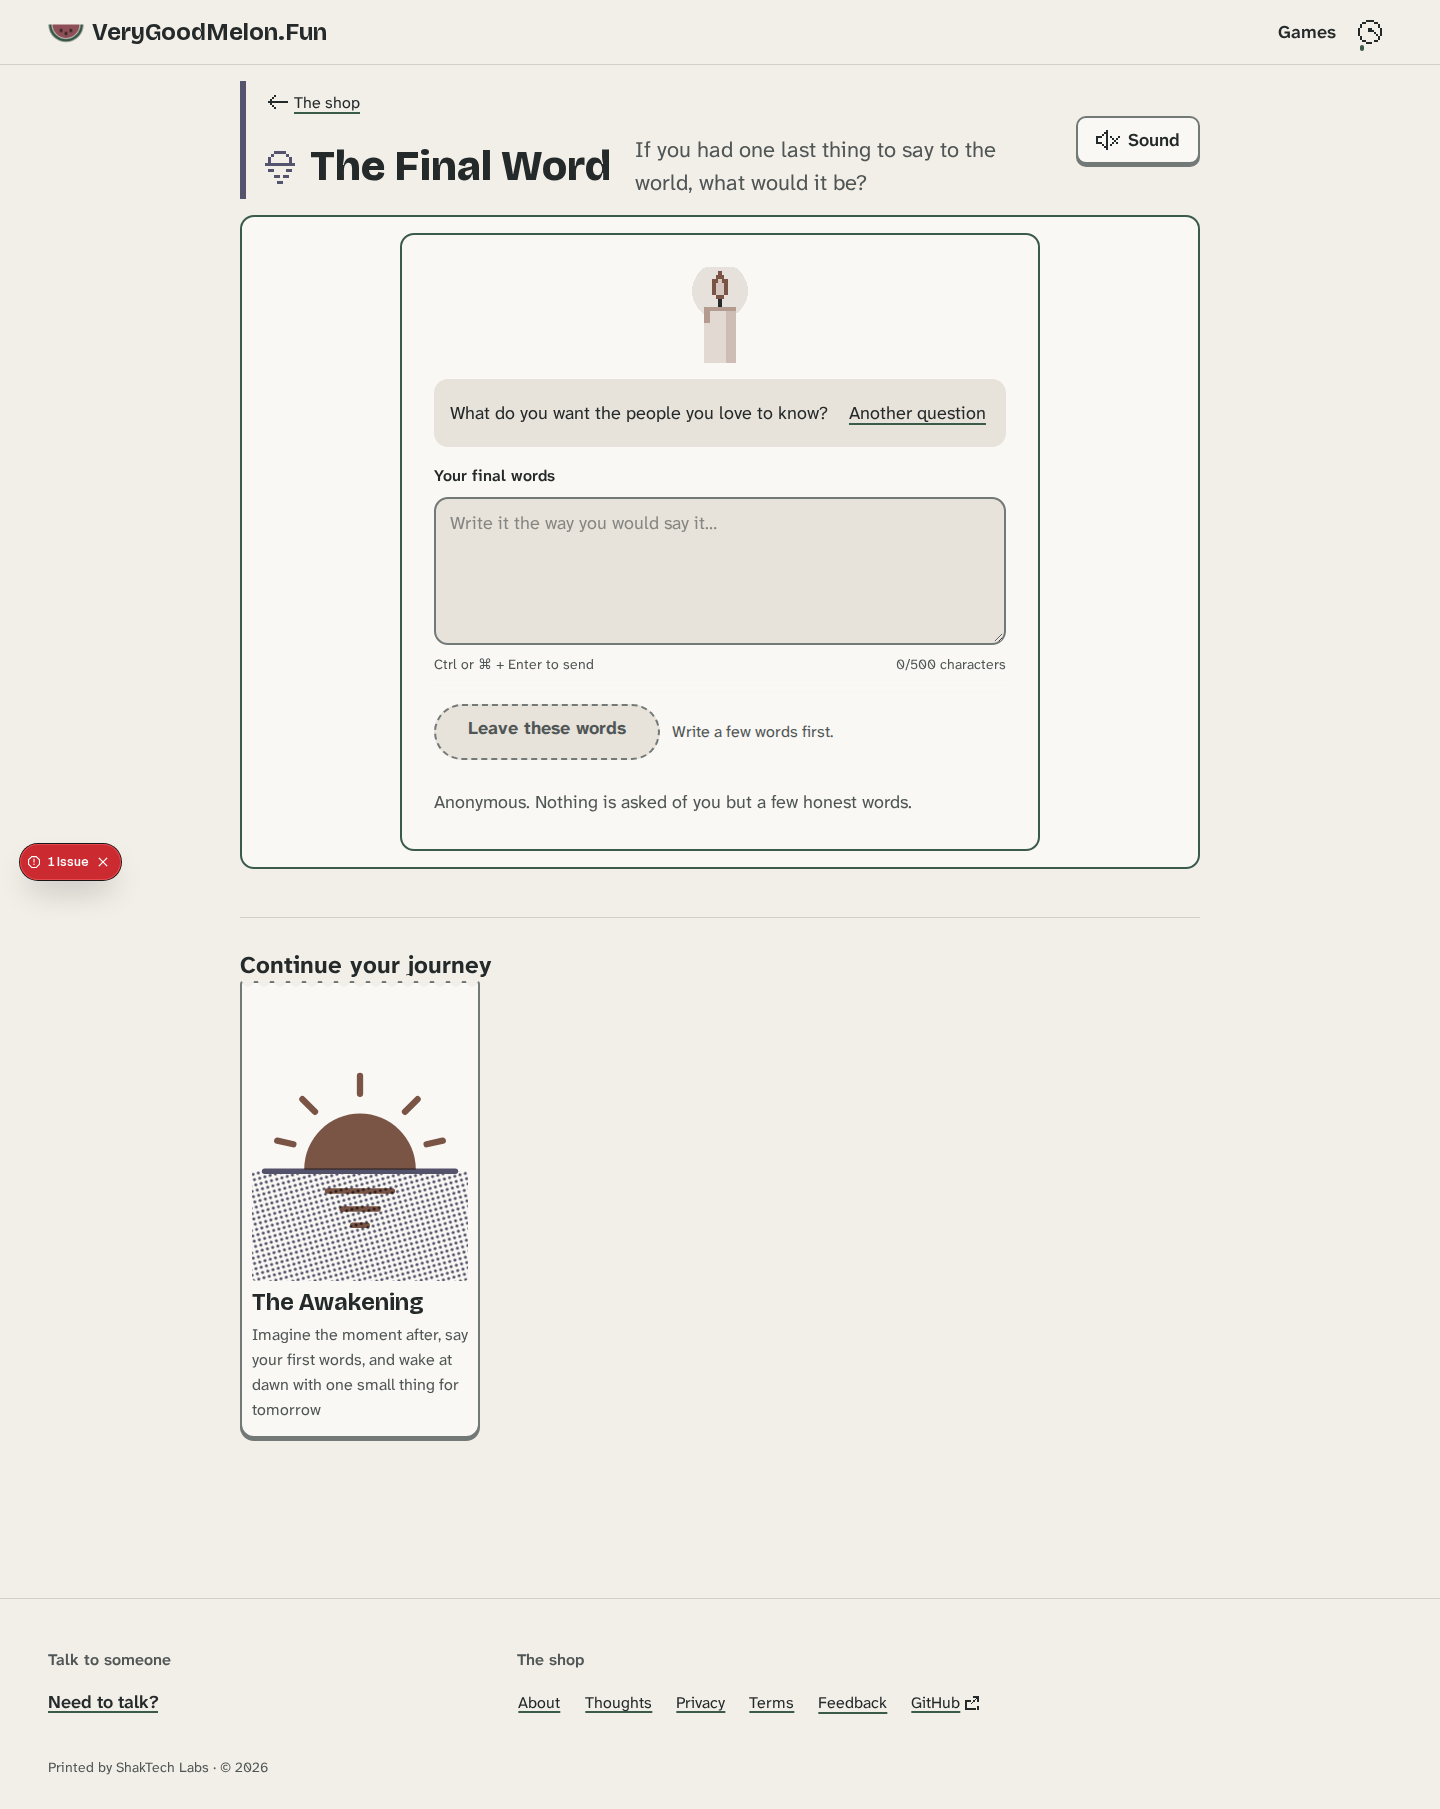 VeryGoodMelon.Fun
Games
The shop
The Final Word
If you had one last thing to say to the
world, what would it be?
Sound
What do you want the people you love to know? Another question
Your final words
Write it the way you would say it...
Ctrl or ⌘ + Enter to send
0/500 characters
Leave these words
Write a few words first.
Anonymous. Nothing is asked of you but a few honest words.
1 Issue
Continue your journey
The Awakening
Imagine the moment after, say
your first words, and wake at
dawn with one small thing for
tomorrow
Talk to someone
Need to talk?
The shop
About Thoughts Privacy Terms Feedback GitHub
Printed by ShakTech Labs · © 2026